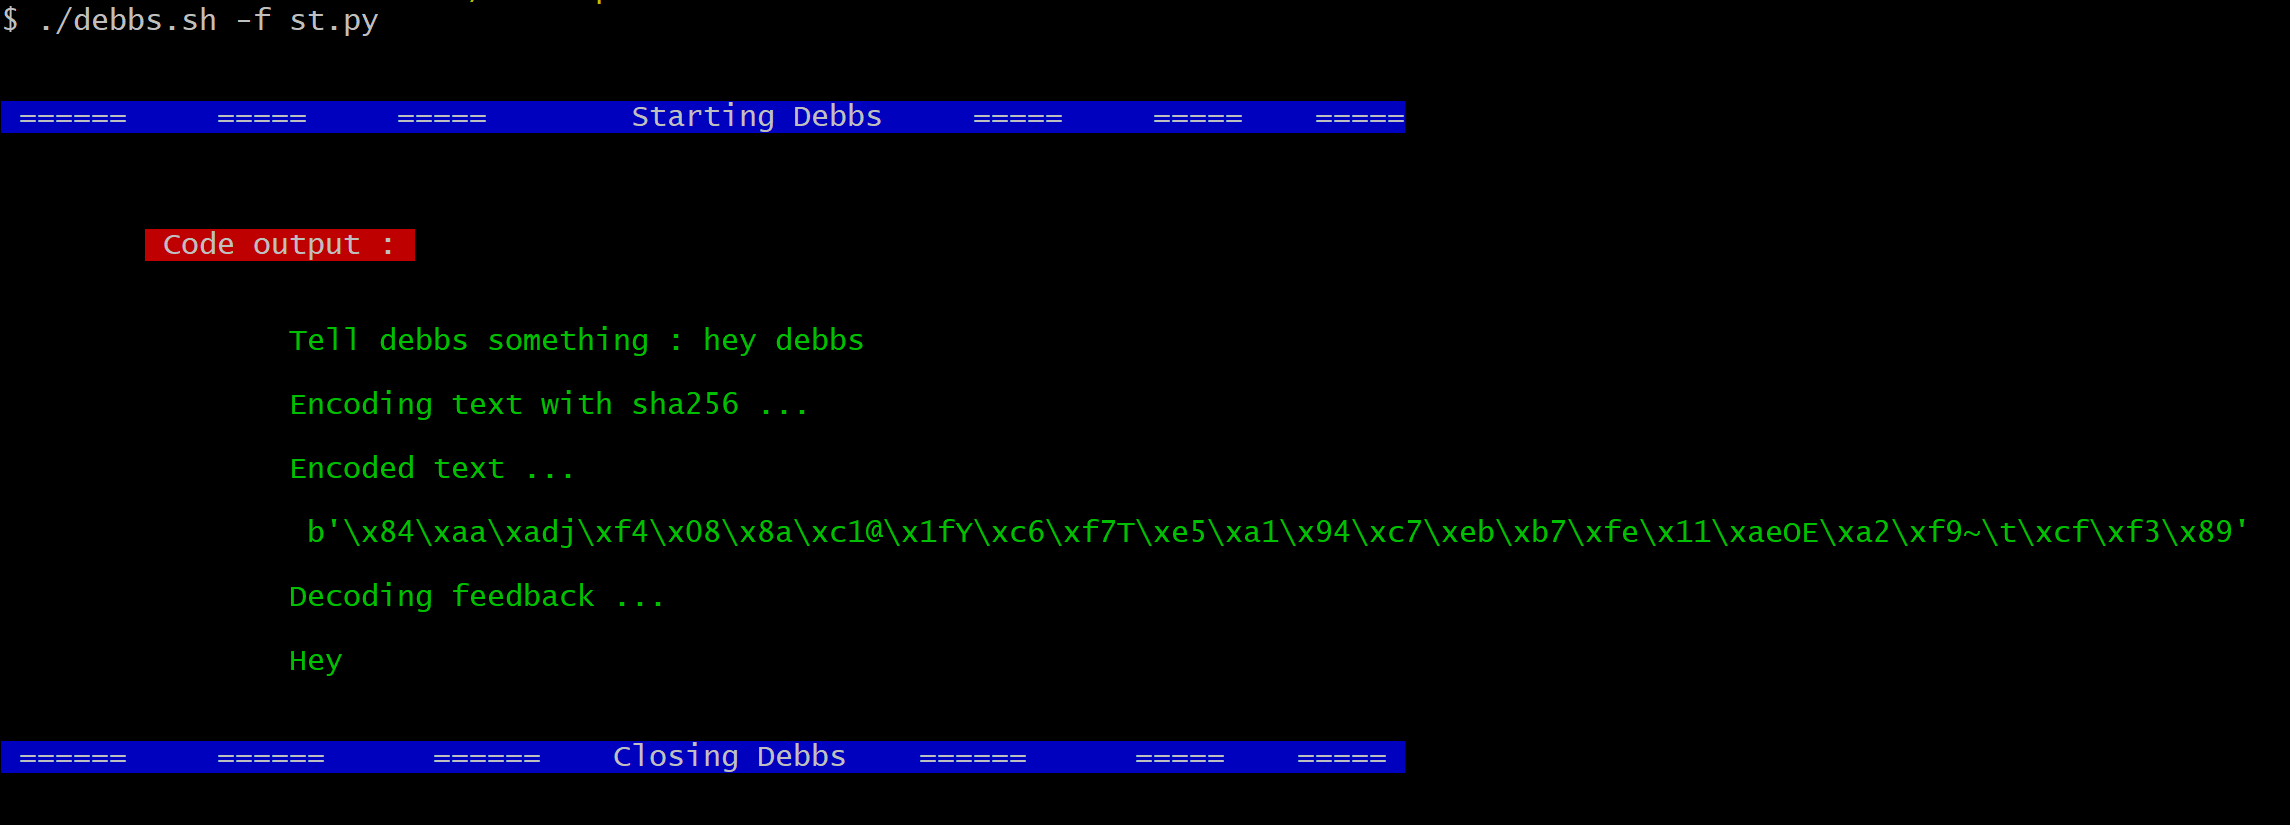 $ ./debbs.sh -f st.py
====== ===== ===== Starting Debbs ===== ===== =====
Code output :
Tell debbs something : hey debbs
Encoding text with sha256 ...
Encoded text ...
b'\x84\xaa\xadj\xf4\x08\x8a\xc1@\x1fY\xc6\xf7T\xe5\xa1\x94\xc7\xeb\xb7\xfe\x11\xaeOE\xa2\xf9~\t\xcf\xf3\x89'
Decoding feedback ...
Hey
====== ====== ====== Closing Debbs ====== ===== =====